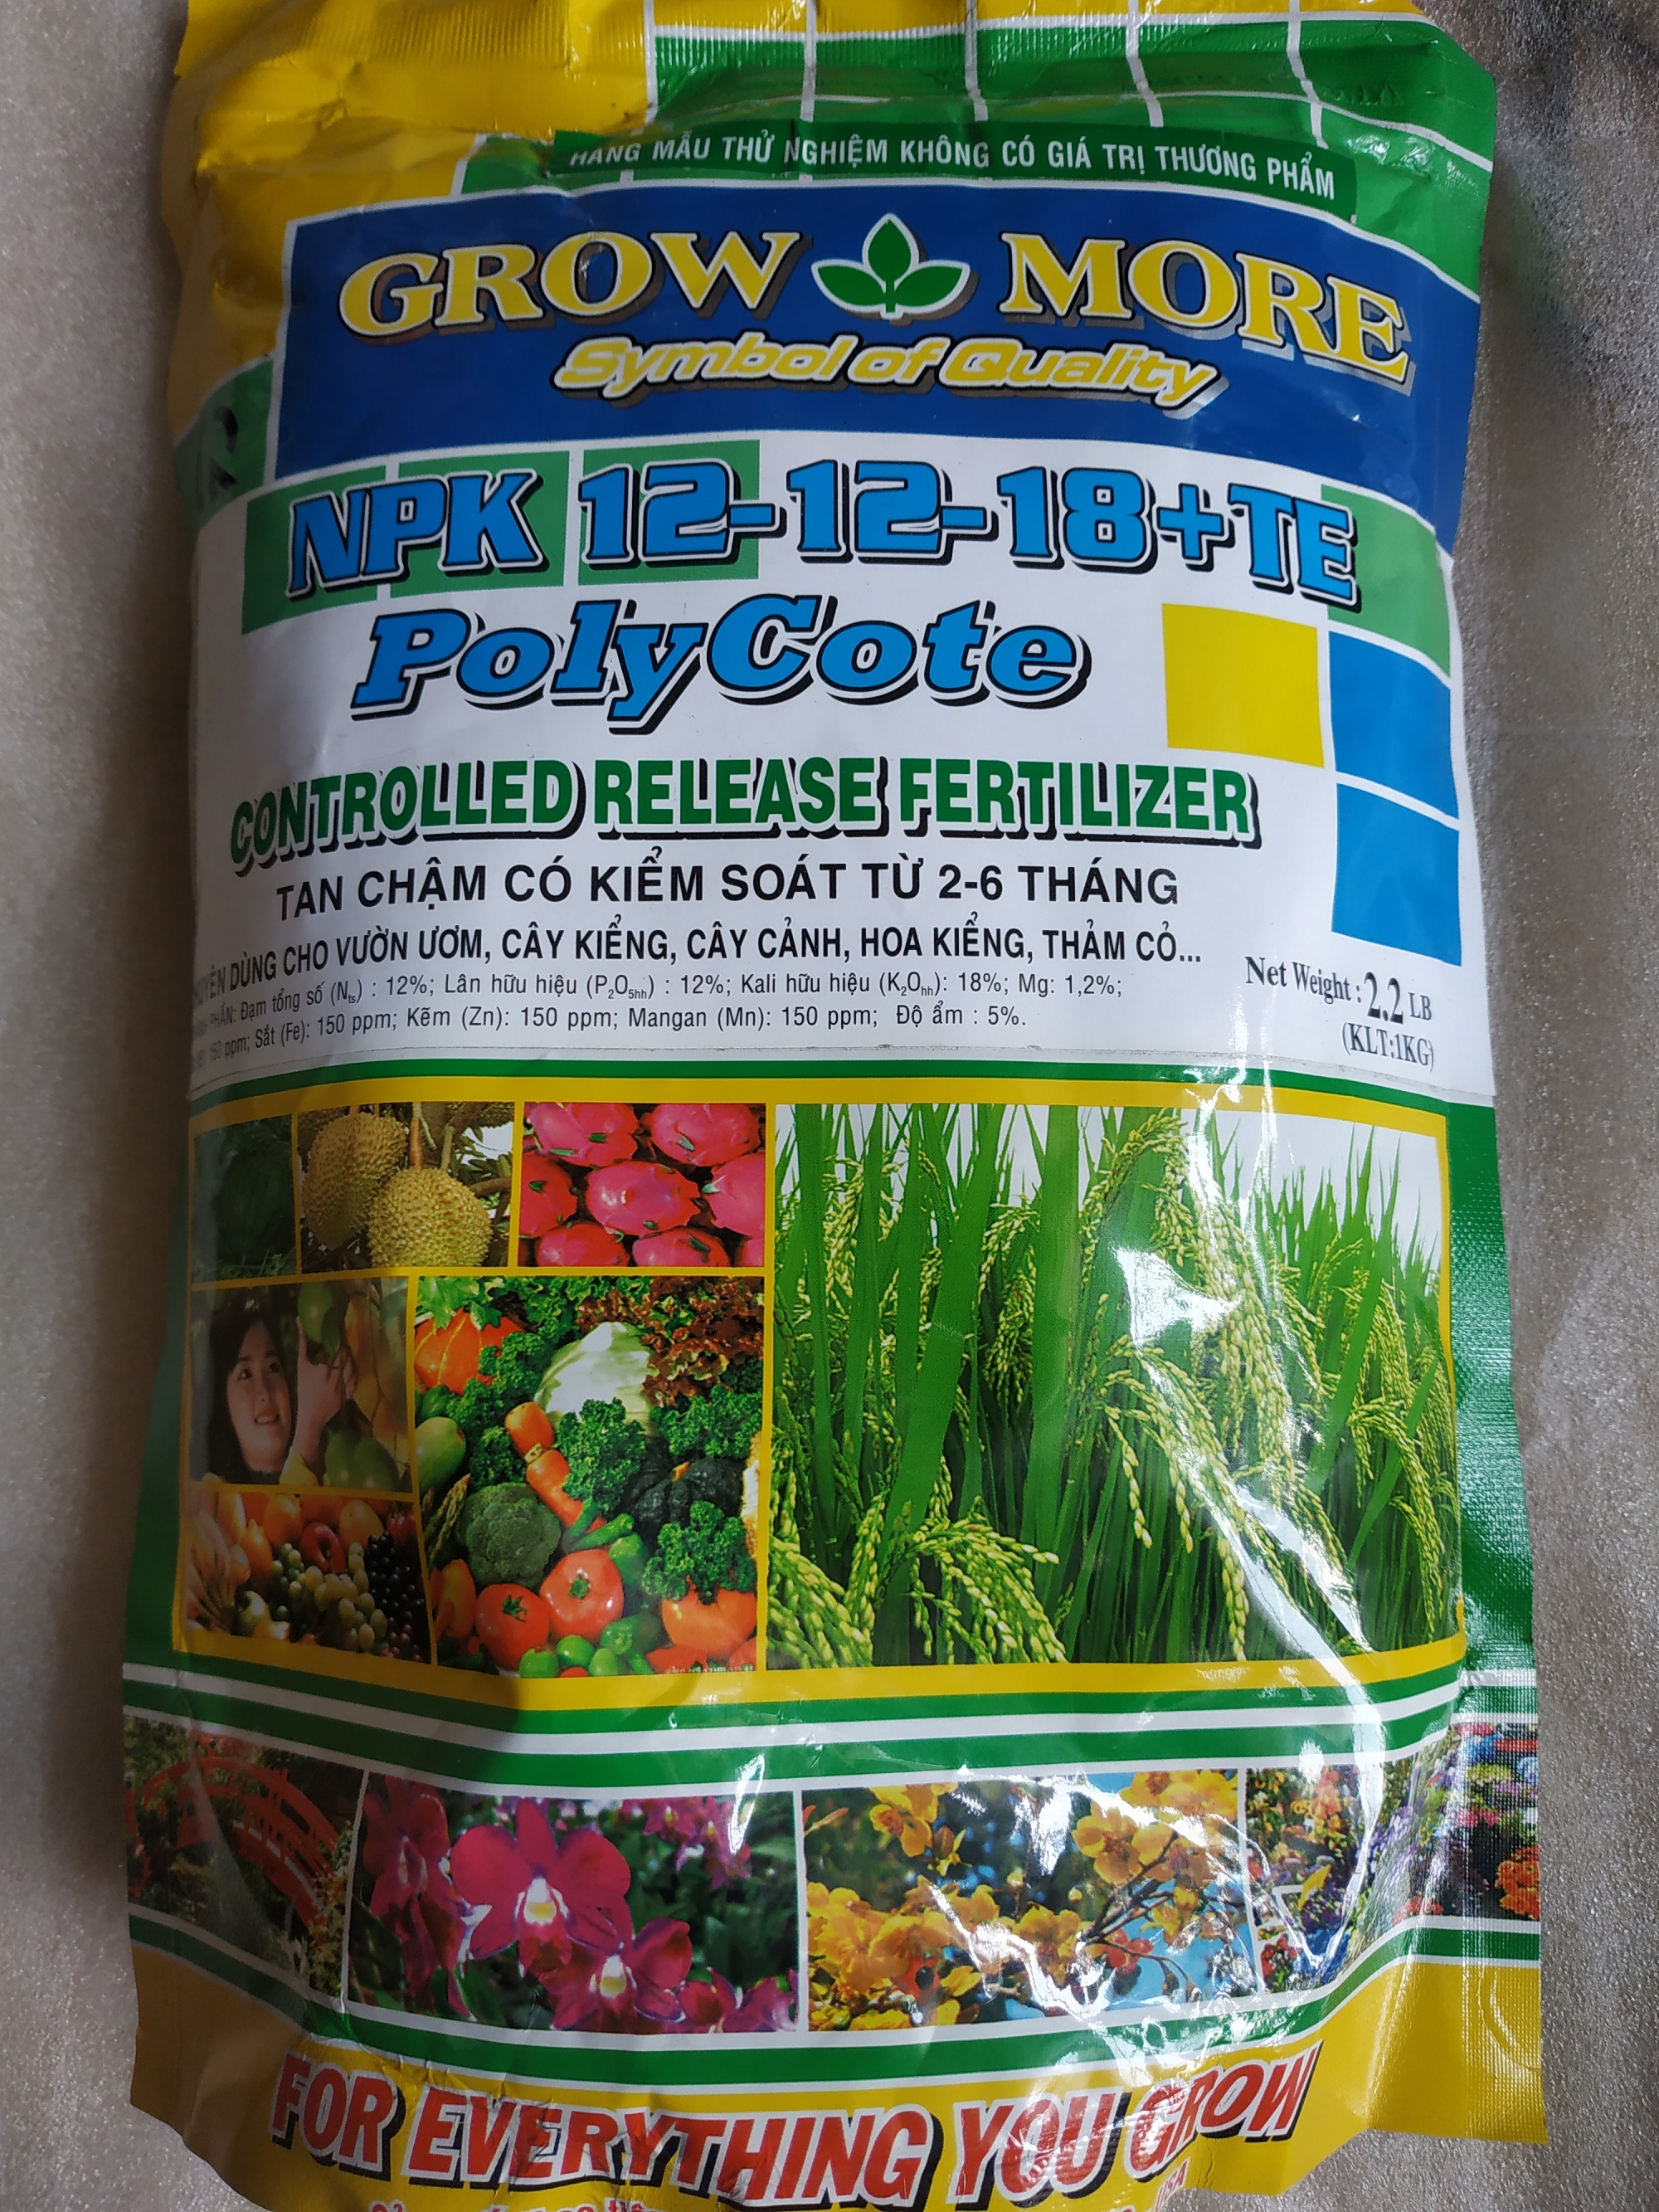 HÀNG MẪU THỬ NGHIỆM KHÔNG CÓ GIÁ TRỊ THƯƠNG PHẨM
GROW MORE
Symbol of Quality
NPK 12-12-18+TE
PolyCote
CONTROLLED RELEASE FERTILIZER
TAN CHẬM CÓ KIỂM SOÁT TỪ 2-6 THÁNG
DÙNG CHO VƯỜN ƯƠM, CÂY KIỂNG, CÂY CẢNH, HOA KIỂNG, THẢM CỎ...
PHẦN: Đạm tổng số (Nts) : 12%; Lân hữu hiệu (P2O5hh) : 12%; Kali hữu hiệu (K2Ohh): 18%; Mg: 1,2%;
ppm; Sắt (Fe): 150 ppm; Kẽm (Zn): 150 ppm; Mangan (Mn): 150 ppm; Độ ẩm : 5%.
Net Weight : 2.2 LB
(KLT:1KG)
FOR EVERYTHING YOU GROW
USA